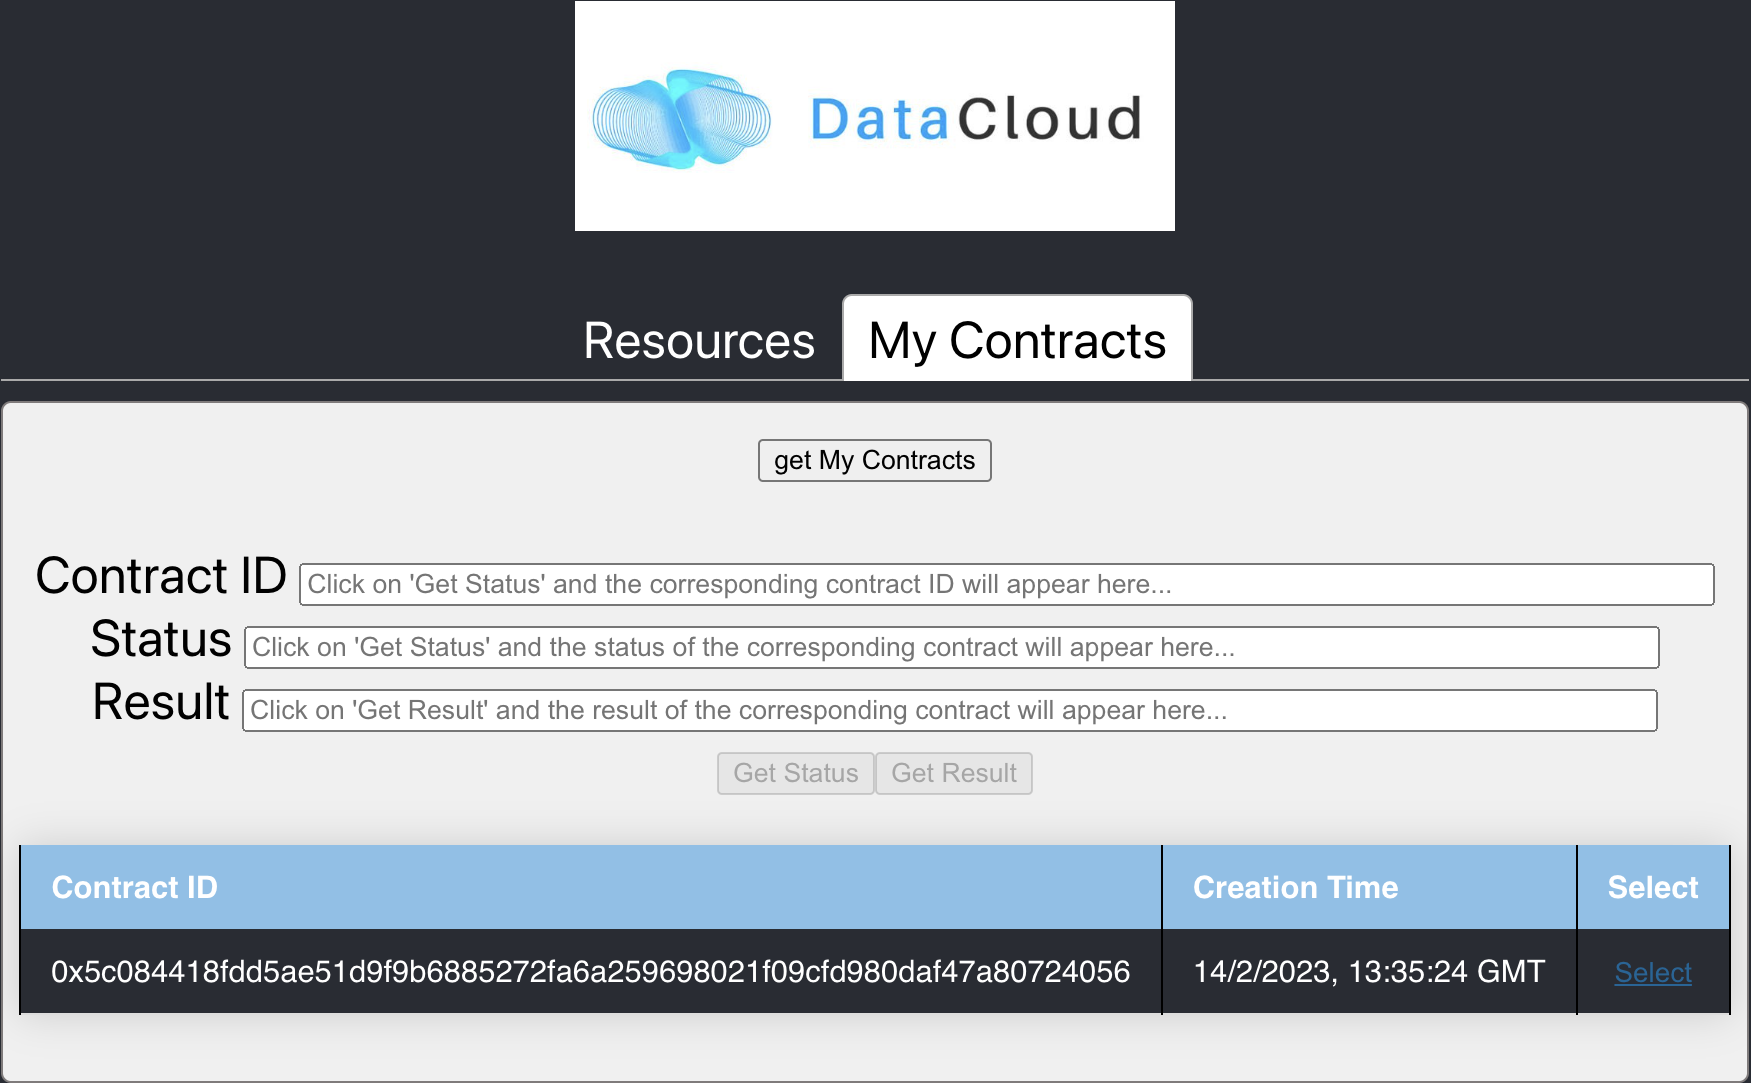 DataCloud
Resources My Contracts
get My Contracts
Contract ID Click on 'Get Status' and the corresponding contract ID will appear here...
Status Click on 'Get Status' and the status of the corresponding contract will appear here...
Result Click on 'Get Result' and the result of the corresponding contract will appear here...
Get Status Get Result
Contract ID Creation Time Select
0x5c084418fdd5ae51d9f9b6885272fa6a259698021f09cfd980daf47a80724056 14/2/2023, 13:35:24 GMT Select